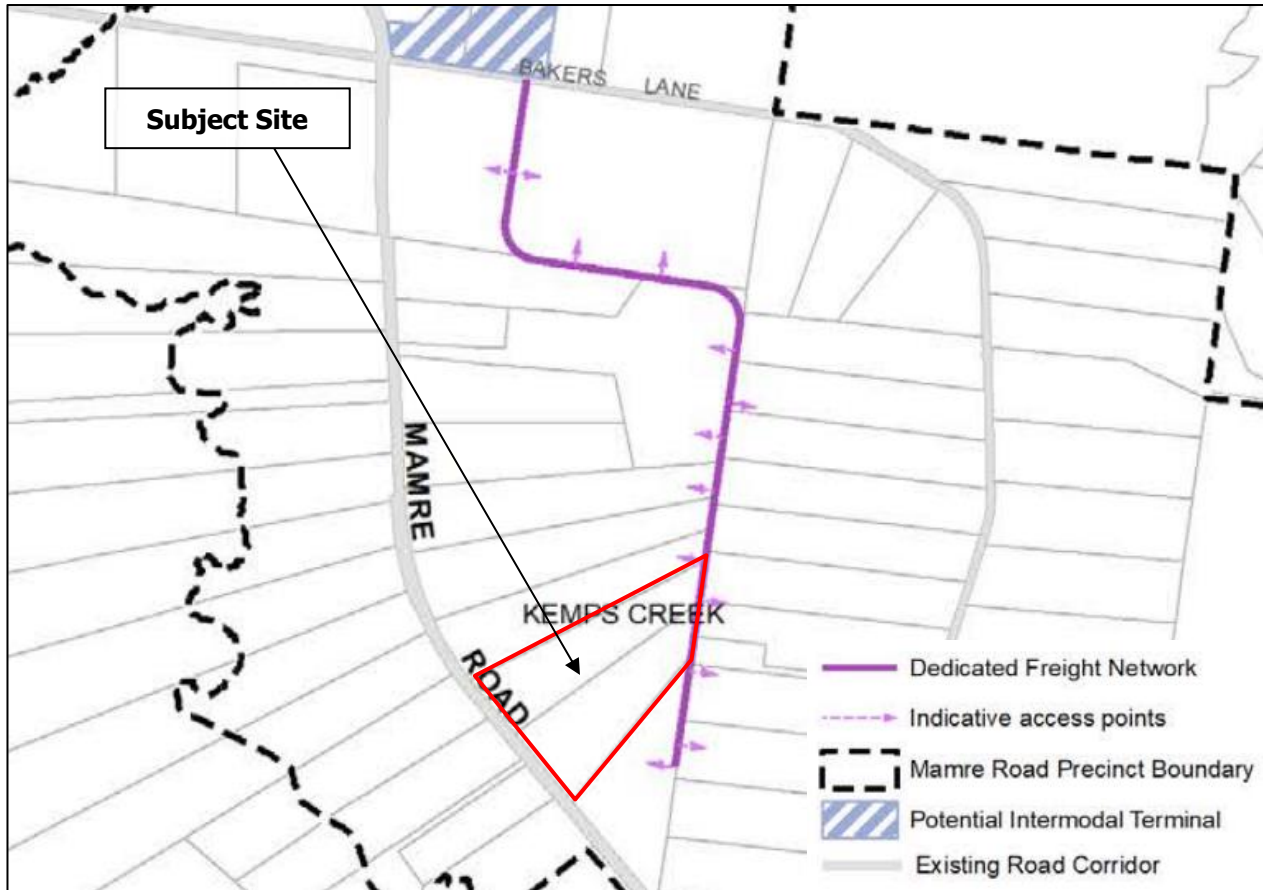 BAKERS LANE
Subject Site
MAMRE
KEMPS CREEK
ROAD
Dedicated Freight Network
Indicative access points
Mamre Road Precinct Boundary
Potential Intermodal Terminal
Existing Road Corridor